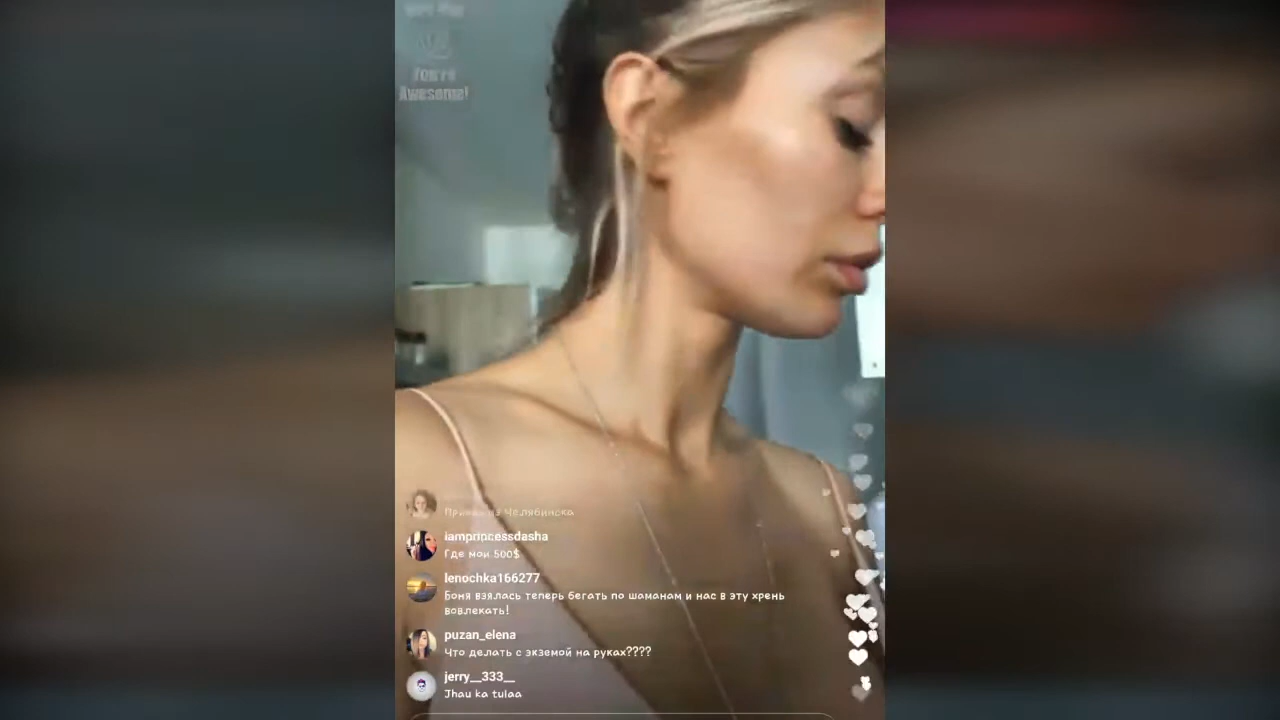 You're
Awesome!
Привет из Челябинска
iamprincessdasha
Где мои 500$
lenochka166277
Боня взялась теперь бегать по шаманам и нас в эту хрень
вовлекать!
puzan_elena
Что делать с экземой на руках????
jerry__333__
Jhau ka tulaa